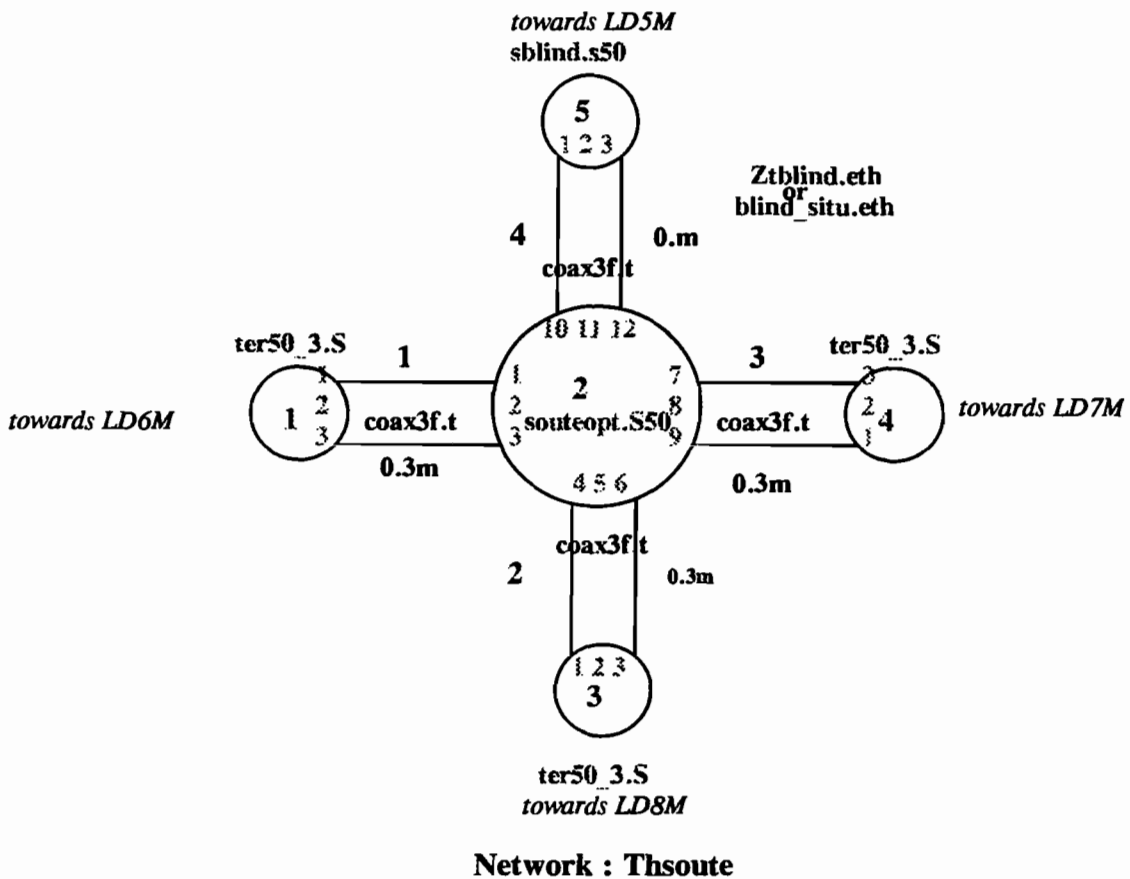 towards LD5M
sblind.s50
5
1 2 3
Ztblind.eth
or
blind_situ.eth
4
0.m
coax3f.t
10 11 12
ter50_3.S
1
3
ter50_3.S
1
1
7
3
towards LD6M
1
2
3
coax3f.t
0.3m
2
3
2
souteopt.S50
8
9
coax3f.t
0.3m
2
1
4
towards LD7M
4 5 6
coax3f.t
2
0.3m
1 2 3
3
ter50_3.S
towards LD8M
Network : Thsoute